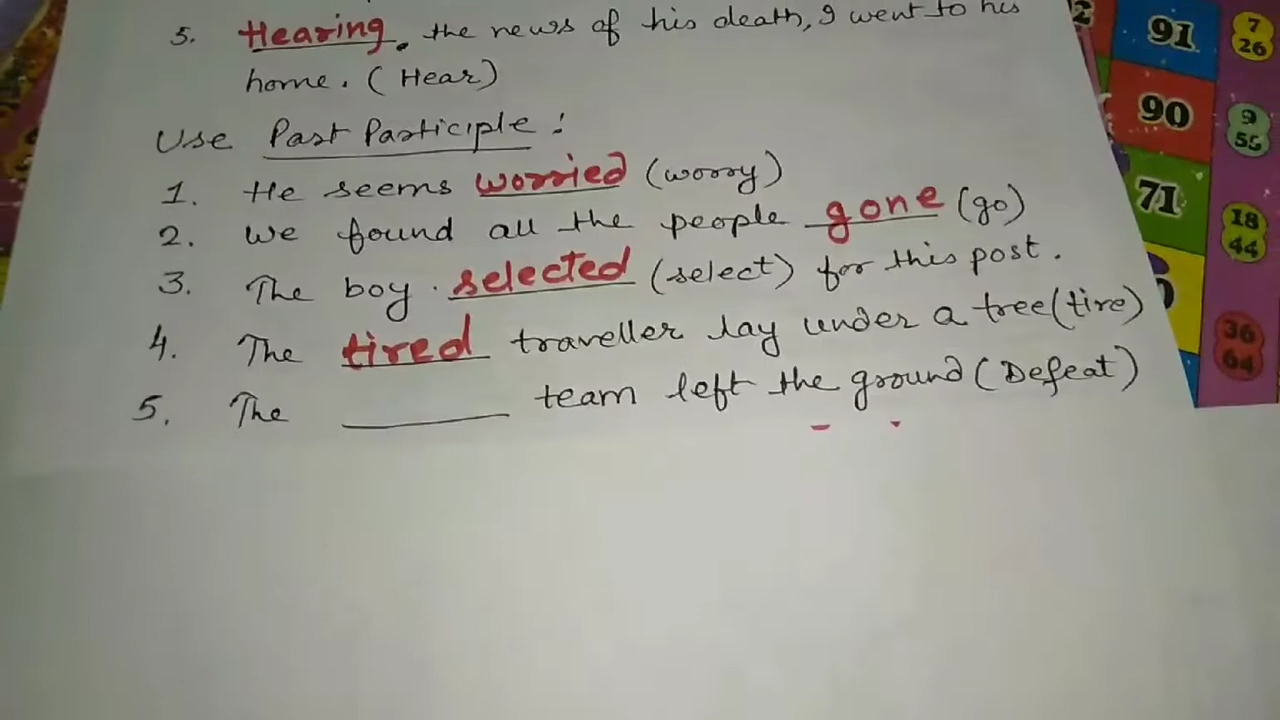 5. Hearing, the news of his death, I went to his
home. (Hear)
Use Past Participle :
1. He seems worried (worry)
2. We found all the people gone (go)
3. The boy selected (select) for this post.
4. The tired traveller lay under a tree (tire)
5. The ________ team left the ground (Defeat)
2
91
7
26
90
9
55
71
18
44
36
64